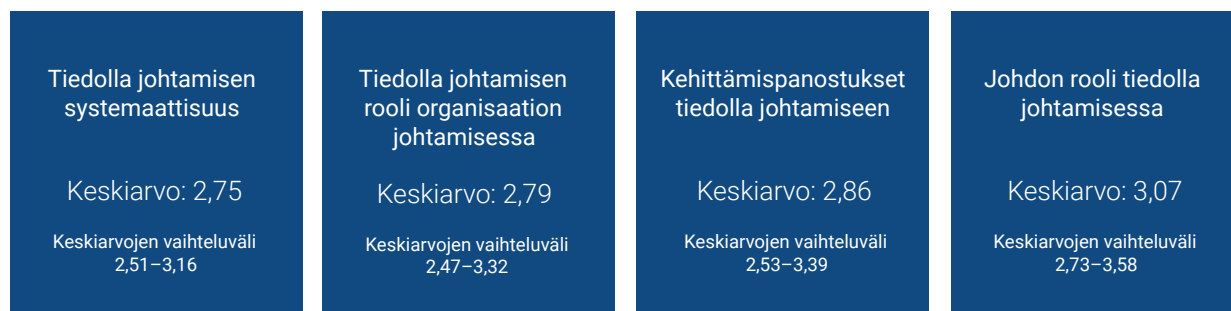 Tiedolla johtamisen
systemaattisuus
Keskiarvo: 2,75
Keskiarvojen vaihteluväli
2,51–3,16
Tiedolla johtamisen
rooli organisaation
johtamisessa
Keskiarvo: 2,79
Keskiarvojen vaihteluväli
2,47–3,32
Kehittämispanostukset
tiedolla johtamiseen
Keskiarvo: 2,86
Keskiarvojen vaihteluväli
2,53–3,39
Johdon rooli tiedolla
johtamisessa
Keskiarvo: 3,07
Keskiarvojen vaihteluväli
2,73–3,58